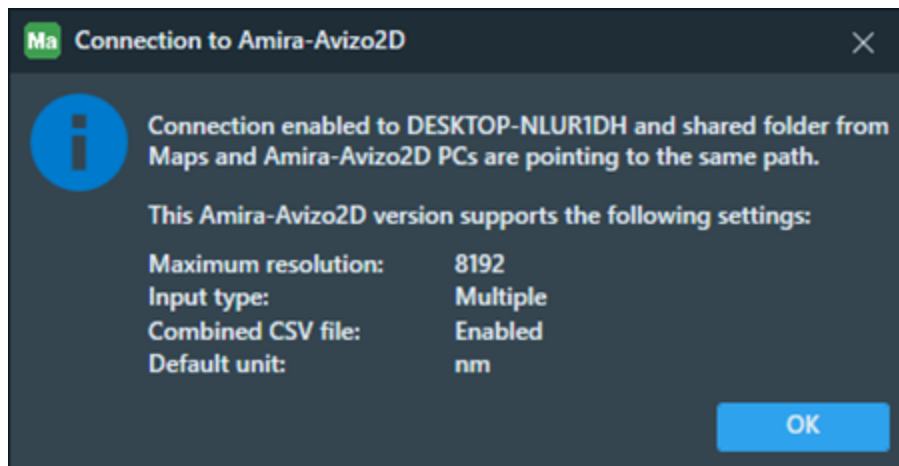 Ma Connection to Amira-Avizo2D
Connection enabled to DESKTOP-NLUR1DH and shared folder from
Maps and Amira-Avizo2D PCs are pointing to the same path.
This Amira-Avizo2D version supports the following settings:
Maximum resolution: 8192
Input type: Multiple
Combined CSV file: Enabled
Default unit: nm
OK